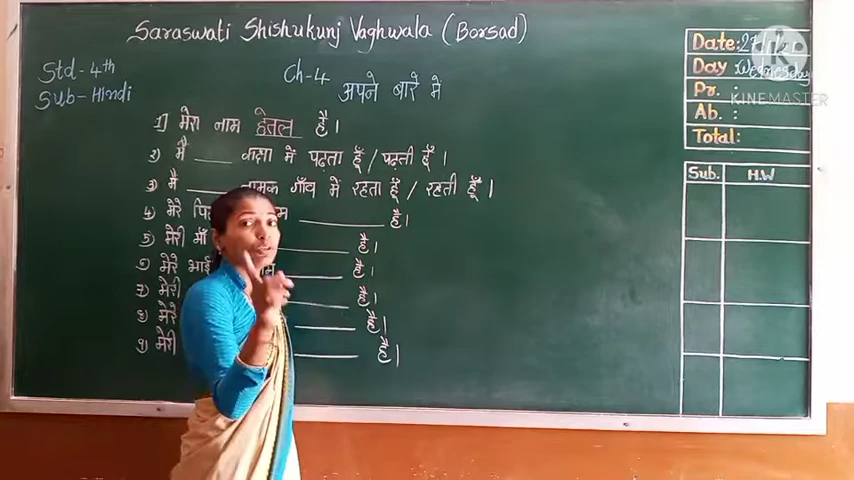 Saraswati Shishukunj Vaghwala (Borsad)
Std-4th
Sub-Hindi
Ch-4
अपने बारे में
1] मेरा नाम हेतल है।
2) मैं ____ कक्षा में पढ़ता हूँ / पढ़ती हूँ।
3) मैं ____ नामक गाँव में रहता हूँ / रहती हूँ।
4) मेरे ____ है।
5) मेरी माँ ____ है।
6) मेरे भाई ____ है।
7) मेरी ____ है।
8) मेरे ____ है।
9) मेरी ____ है।
Date:
Day: Wednesday
Pr. :
Ab. :
Total:
Sub. H.W
KINEMASTER